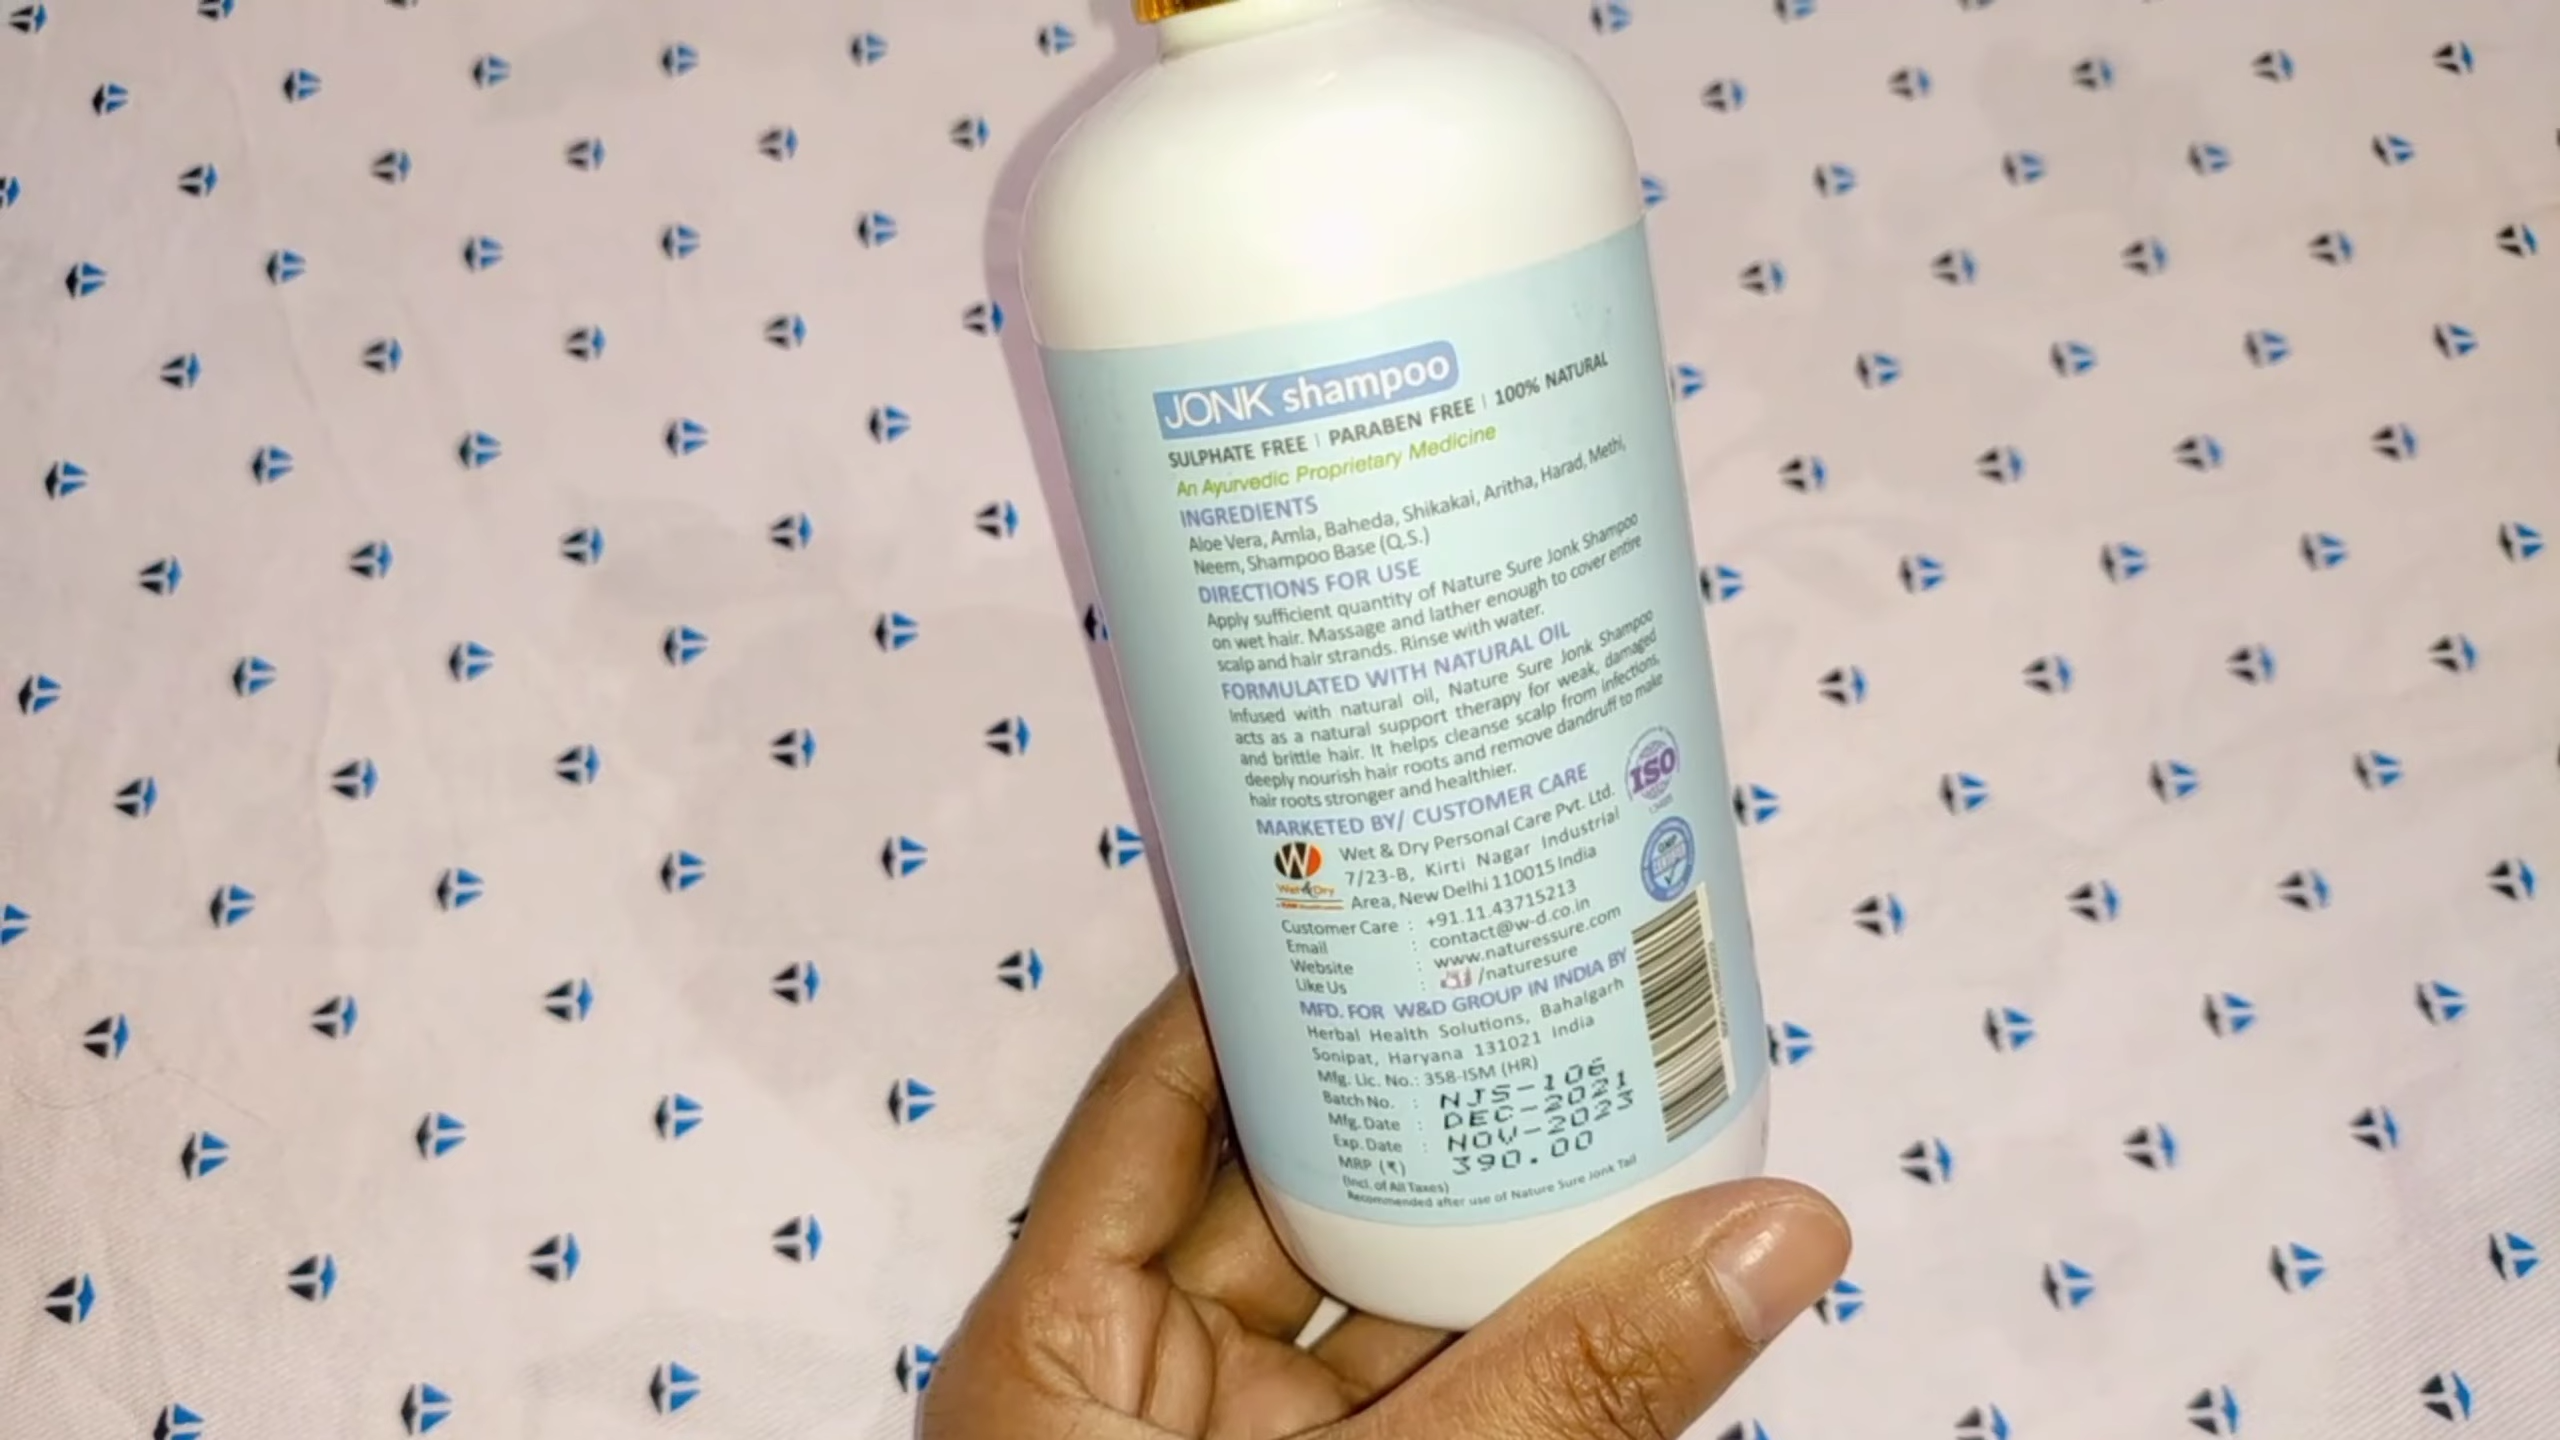 JONK shampoo
SULPHATE FREE | PARABEN FREE | 100% NATURAL
An Ayurvedic Proprietary Medicine
INGREDIENTS
Aloe Vera, Amla, Baheda, Shikakai, Aritha, Harad, Methi,
Neem, Shampoo Base (Q.S.)
DIRECTIONS FOR USE
Apply sufficient quantity of Nature Sure Jonk Shampoo
on wet hair. Massage and lather enough to cover entire
scalp and hair strands. Rinse with water.
FORMULATED WITH NATURAL OIL
Infused with natural oil, Nature Sure Jonk Shampoo
acts as a natural support therapy for weak, damaged
and brittle hair. It helps cleanse scalp from infections,
deeply nourish hair roots and remove dandruff to make
hair roots stronger and healthier.
ISO
MARKETED BY/ CUSTOMER CARE
W
Wet & Dry
Wet & Dry Personal Care Pvt. Ltd.
7/23-B, Kirti Nagar Industrial
Area, New Delhi 110015 India
GMP
CERTIFIED
Customer Care : +91.11.43715213
Email : contact@w-d.co.in
Website : www.naturessure.com
Like Us : /naturesure
MFD. FOR W&D GROUP IN INDIA BY
Herbal Health Solutions, Bahalgarh
Sonipat, Haryana 131021 India
Mfg. Lic. No.: 358-ISM (HR)
Batch No. : NJS-106
Mfg. Date : DEC-2021
Exp. Date : NOV-2023
MRP (₹) 390.00
(Incl. of All Taxes)
Recommended after use of Nature Sure Jonk Tail